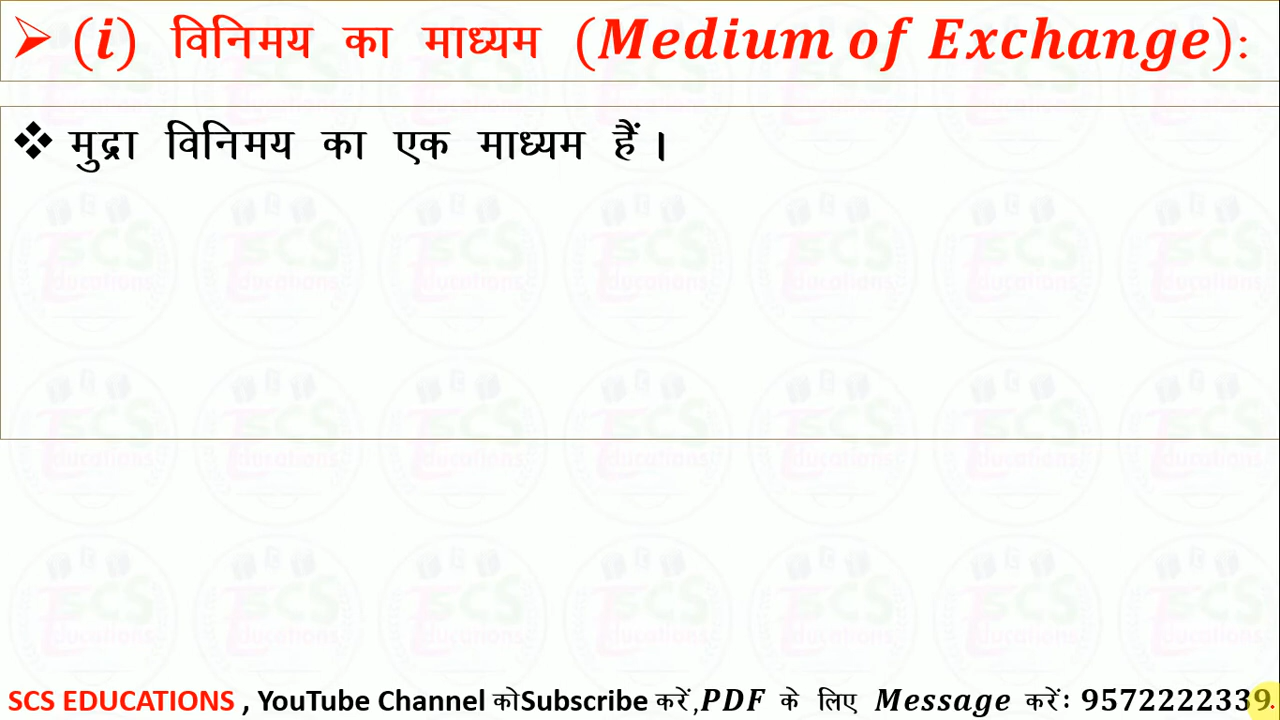 ➢ (i) विनिमय का माध्यम (Medium of Exchange):
❖ मुद्रा विनिमय का एक माध्यम हैं ।
SCS EDUCATIONS , YouTube Channel कोSubscribe करें ,PDF के लिए Message करेंः 9572222339.